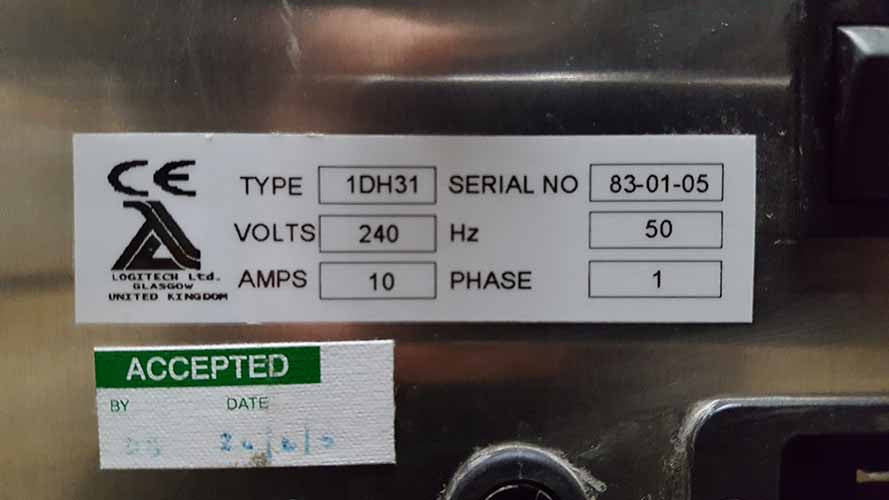 CE
TYPE 1DH31 SERIAL NO 83-01-05
VOLTS 240 Hz 50
AMPS 10 PHASE 1
LOGITECH Ltd.
GLASGOW
UNITED KINGDOM
ACCEPTED
BY DATE